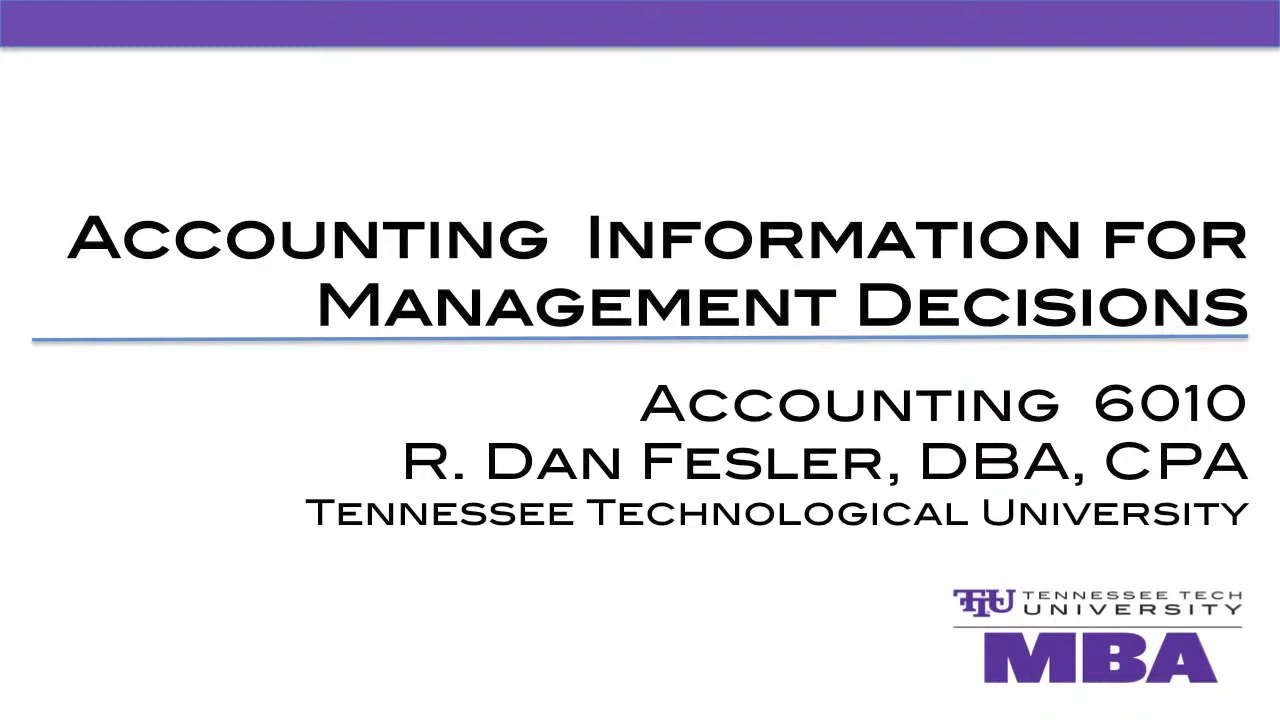 Accounting Information for
Management Decisions
Accounting 6010
R. Dan Fesler, DBA, CPA
Tennessee Technological University
TTU TENNESSEE TECH
UNIVERSITY
MBA